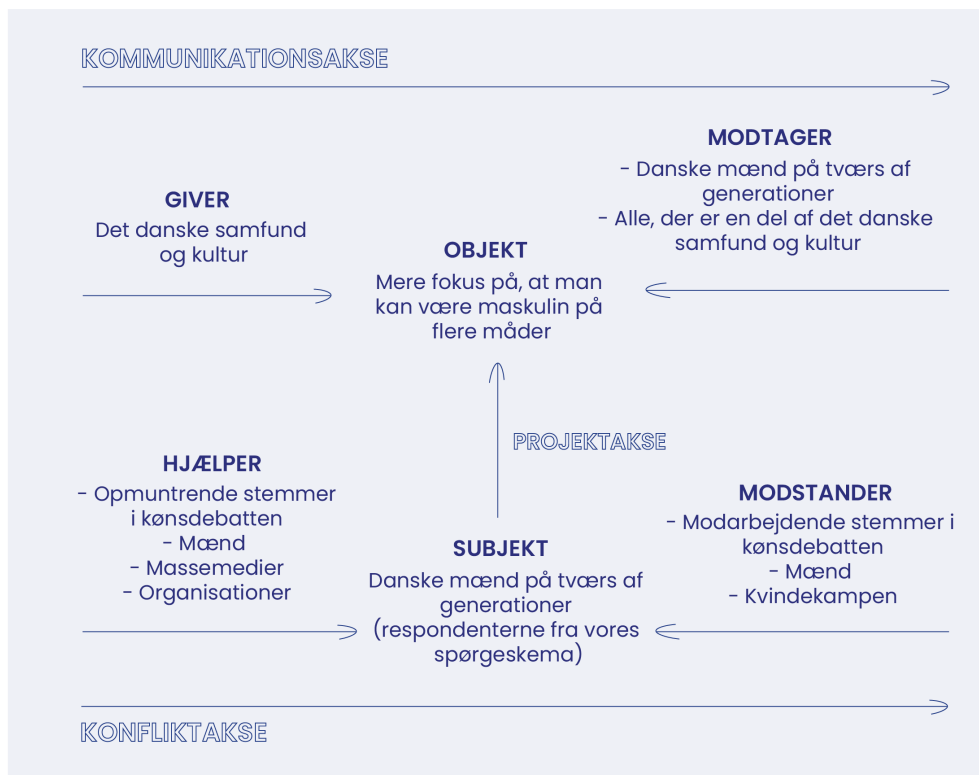 KOMMUNIKATIONSAKSE
GIVER
Det danske samfund
og kultur
OBJEKT
Mere fokus på, at man
kan være maskulin på
flere måder
MODTAGER
- Danske mænd på tværs af
generationer
- Alle, der er en del af det danske
samfund og kultur
PROJEKTAKSE
HJÆLPER
- Opmuntrende stemmer
i kønsdebatten
- Mænd
- Massemedier
- Organisationer
SUBJEKT
Danske mænd på tværs af
generationer
(respondenterne fra vores
spørgeskema)
MODSTANDER
- Modarbejdende stemmer i
kønsdebatten
- Mænd
- Kvindekampen
KONFLIKTAKSE